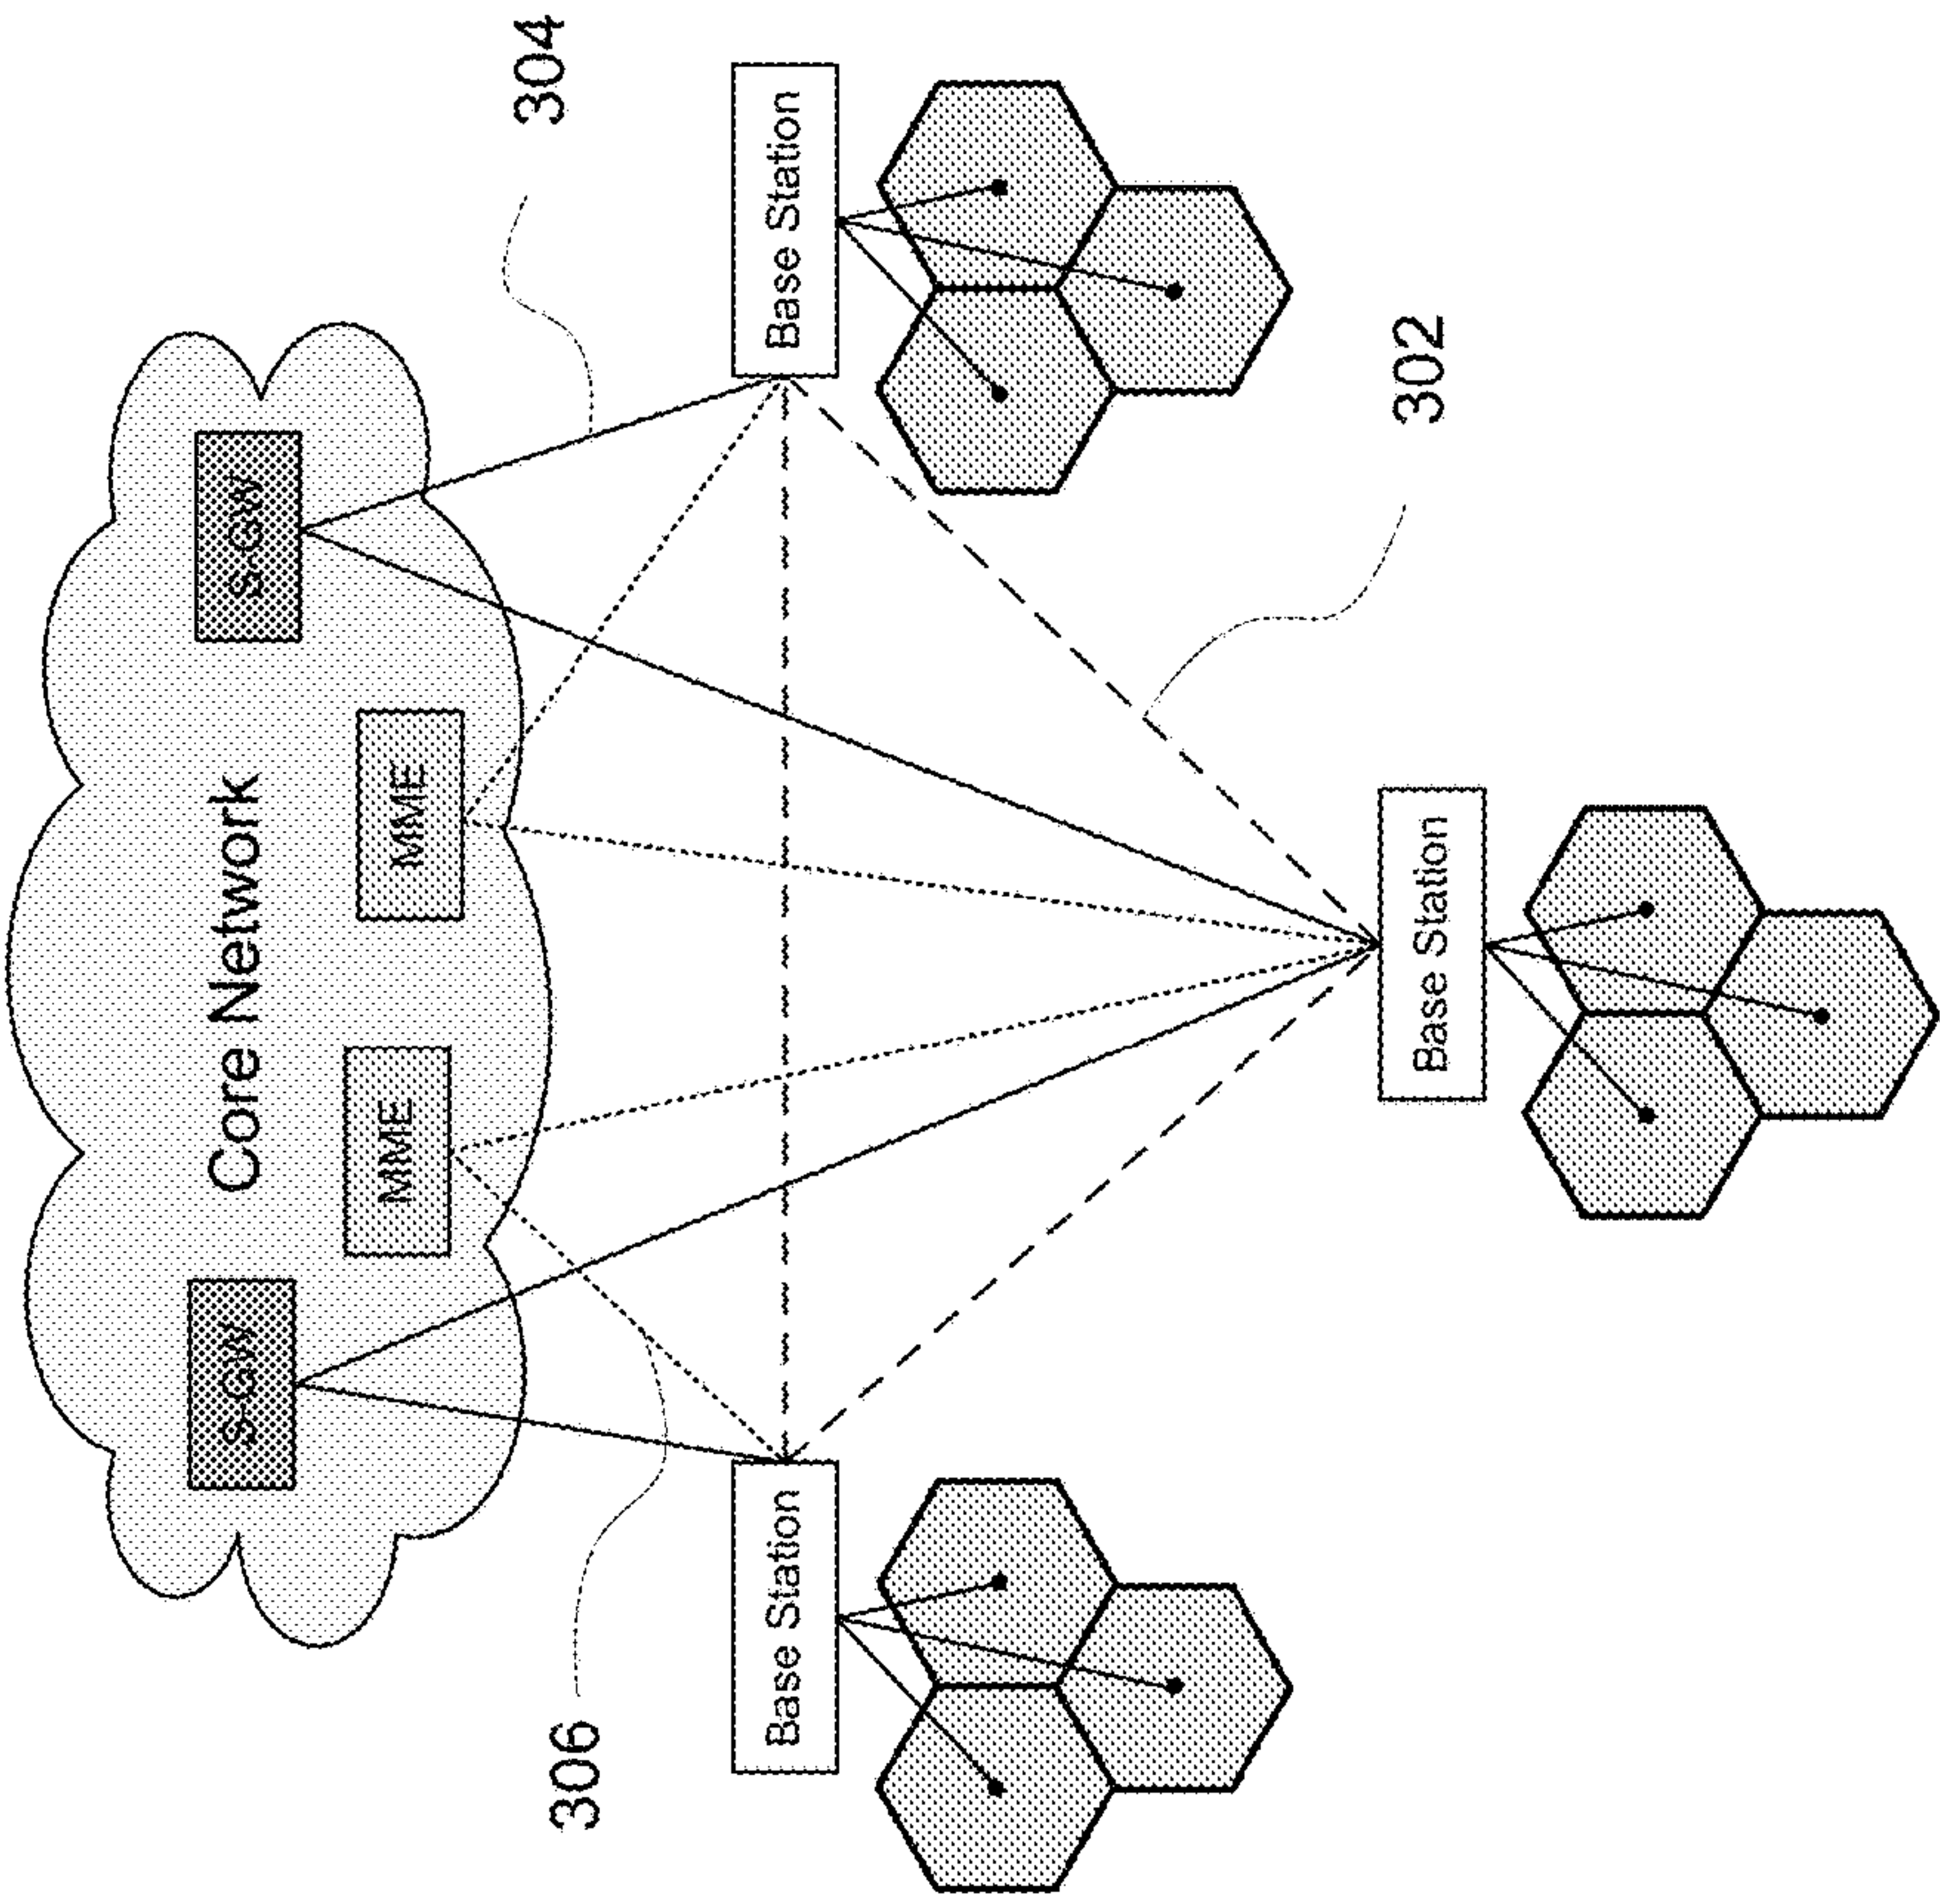 Core Network
S-GW
MME
MME
S-GW
306
304
Base Station
Base Station
302
Base Station